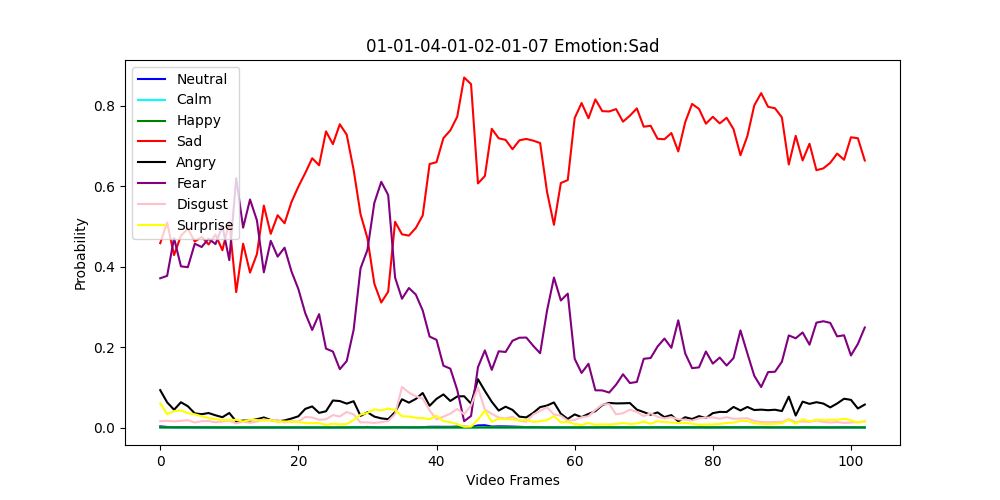 01-01-04-01-02-01-07 Emotion:Sad
Neutral
Calm
Happy
Sad
Angry
Fear
Disgust
Surprise
Probability
0.8
0.6
0.4
0.2
0.0
0 20 40 60 80 100
Video Frames